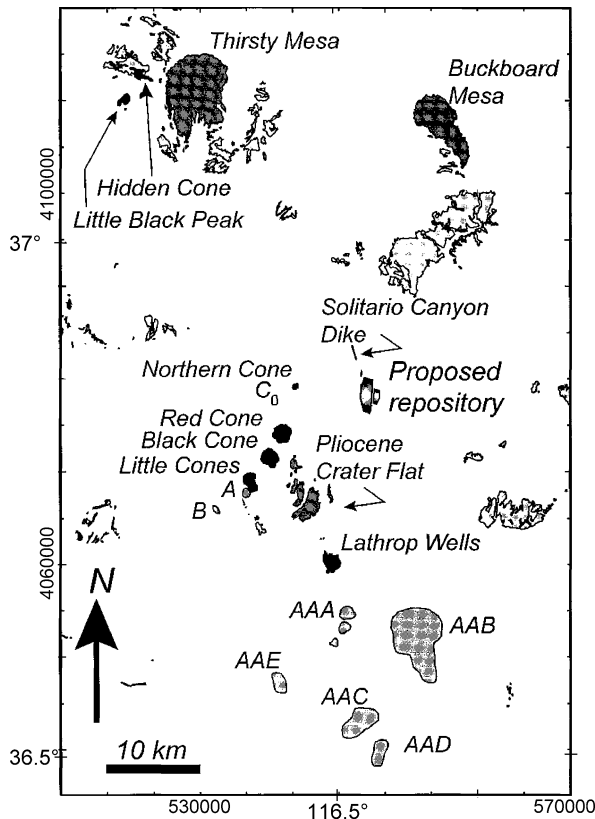 Thirsty Mesa
Buckboard
Mesa
Hidden Cone
Little Black Peak
4100000
37°
Solitario Canyon
Dike
Northern Cone
C
Proposed
repository
Red Cone
Black Cone
Little Cones
Pliocene
Crater Flat
A
B
Lathrop Wells
4060000
N
AAA
AAB
AAE
AAC
AAD
10 km
36.5°
530000
116.5°
570000